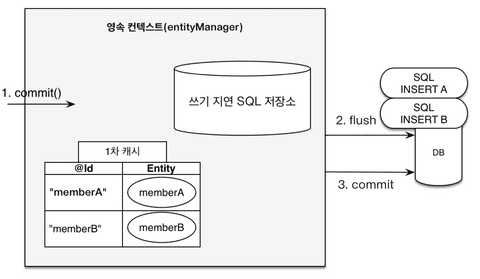 영속 컨텍스트(entityManager)
1. commit()
쓰기 지연 SQL 저장소
SQL
INSERT A
SQL
INSERT B
2. flush
DB
3. commit
1차 캐시
@Id Entity
"memberA" memberA
"memberB" memberB